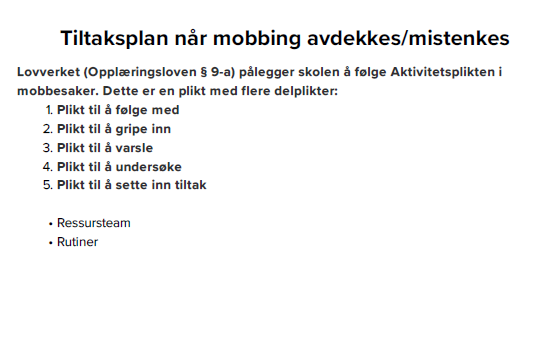 Tiltaksplan når mobbing avdekkes/mistenkes
Lovverket (Opplæringsloven § 9-a) pålegger skolen å følge Aktivitetsplikten i
mobbesaker. Dette er en plikt med flere delplikter:
1. Plikt til å følge med
2. Plikt til å gripe inn
3. Plikt til å varsle
4. Plikt til å undersøke
5. Plikt til å sette inn tiltak
• Ressursteam
• Rutiner